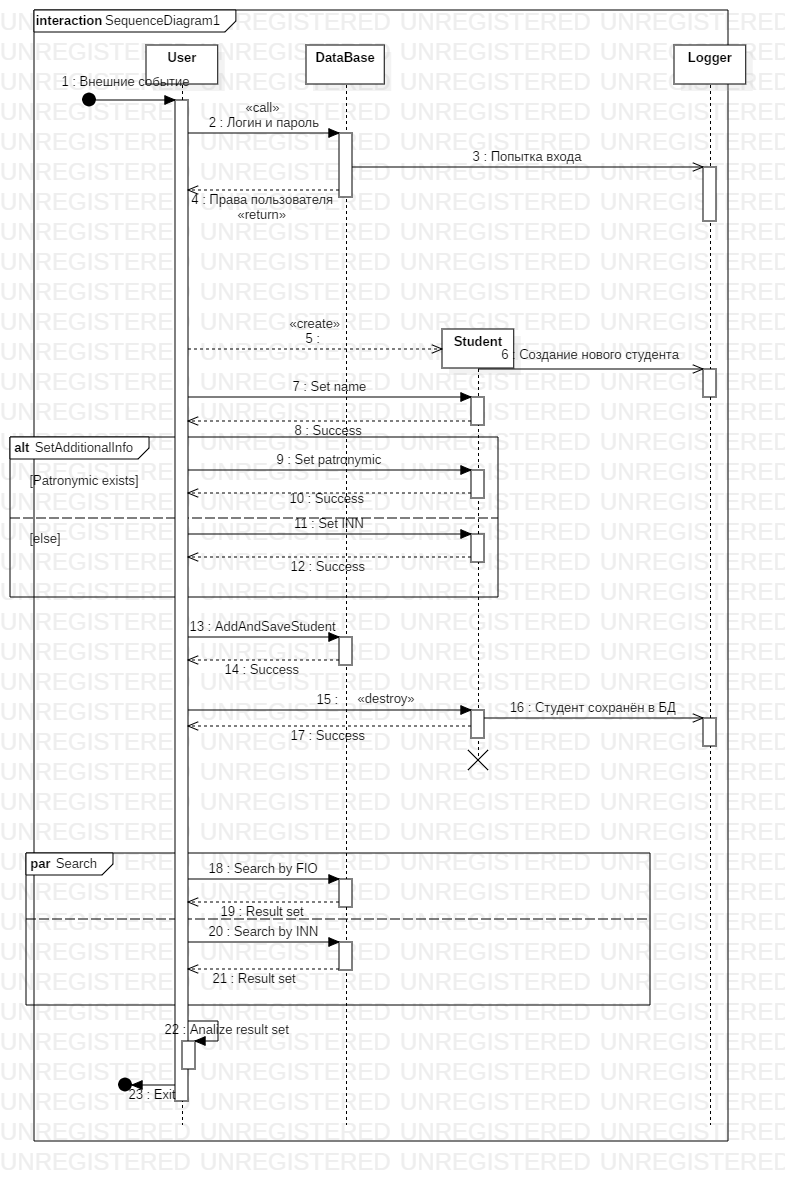 interaction SequenceDiagram1
User
DataBase
Logger
1 : Внешние событие
«call»
2 : Логин и пароль
3 : Попытка входа
4 : Права пользователя
«return»
«create»
5 :
Student
6 : Создание нового студента
7 : Set name
8 : Success
alt SetAdditionalInfo
9 : Set patronymic
[Patronymic exists]
10 : Success
11 : Set INN
[else]
12 : Success
13 : AddAndSaveStudent
14 : Success
15 : «destroy»
16 : Студент сохранён в БД
17 : Success
par Search
18 : Search by FIO
19 : Result set
20 : Search by INN
21 : Result set
22 : Analize result set
23 : Exit
UNREGISTERED